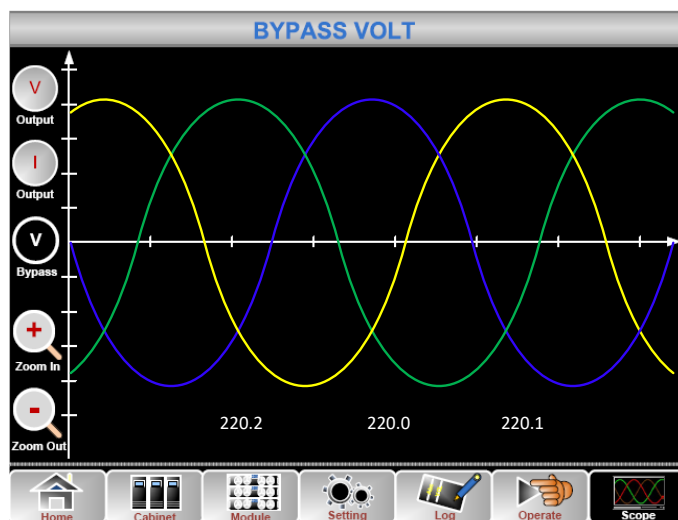 BYPASS VOLT
V
Output
I
Output
V
Bypass
+
Zoom In
-
Zoom Out
220.2 220.0 220.1
Home Cabinet Module Setting Log Operate Scope